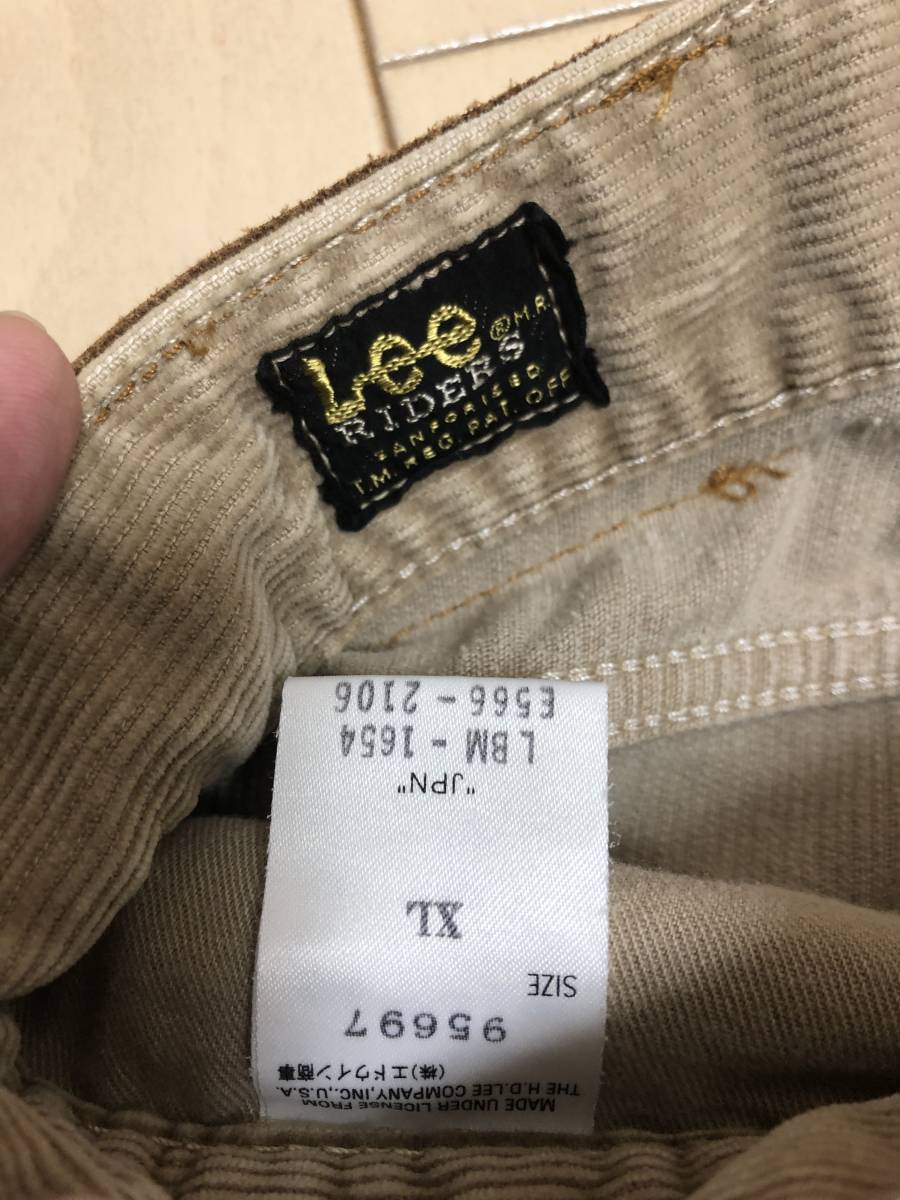 Lee ® M.R.
RIDERS
SANFORIZED
T.M. REG. PAT. OFF
MADE UNDER LICENSE FROM
THE H.D.LEE COMPANY,INC.,U.S.A.
(株)エドウイン商事
95697
SIZE
XL
"JPN"
LBM - 1654
E566 - 2106